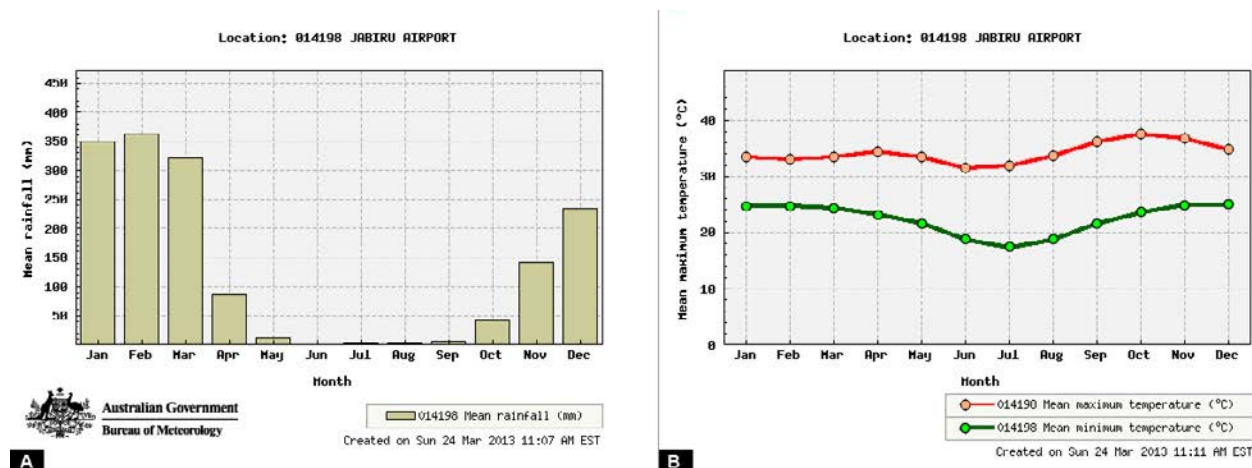 Location: 014198 JABIRU AIRPORT
Mean rainfall (mm)
450
400
350
300
250
200
150
100
50
Jan Feb Mar Apr May Jun Jul Aug Sep Oct Nov Dec
Month
Australian Government
Bureau of Meteorology
014198 Mean rainfall (mm)
Created on Sun 24 Mar 2013 11:07 AM EST
A
Location: 014198 JABIRU AIRPORT
Mean maximum temperature (°C)
40
30
20
10
0
Jan Feb Mar Apr May Jun Jul Aug Sep Oct Nov Dec
Month
014198 Mean maximum temperature (°C)
014198 Mean minimum temperature (°C)
Created on Sun 24 Mar 2013 11:11 AM EST
B